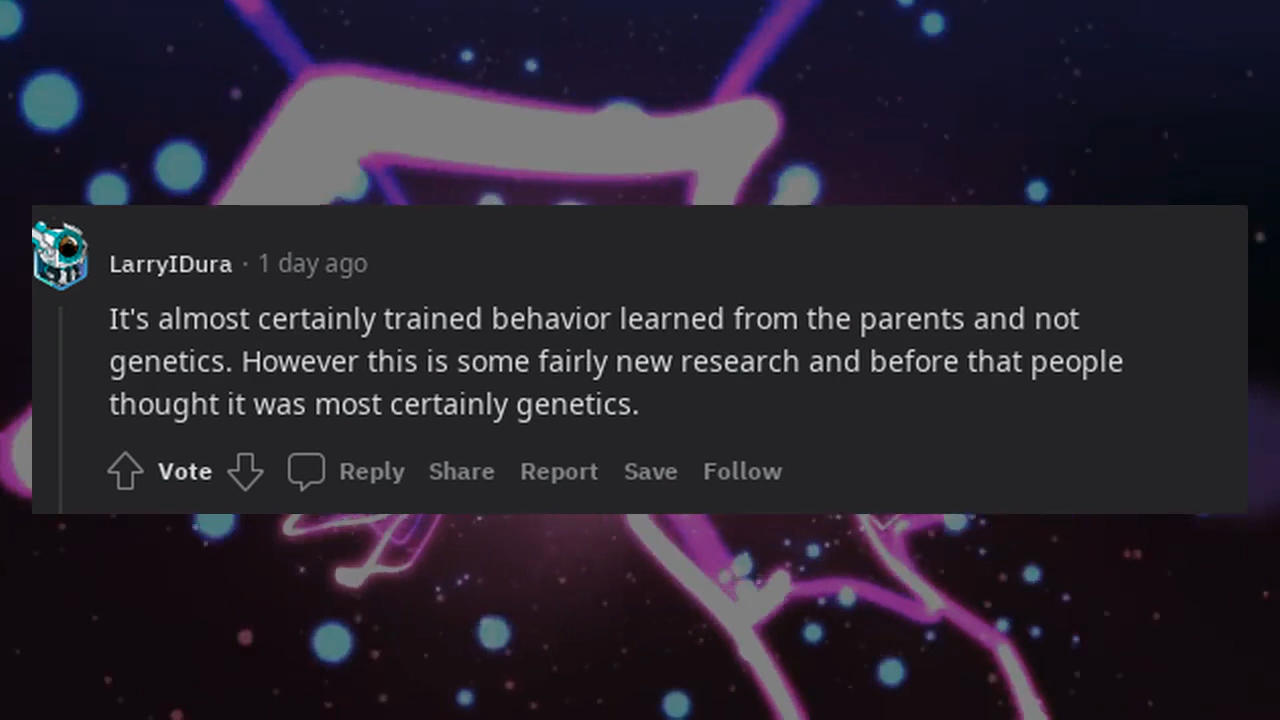 LarryIDura · 1 day ago
It's almost certainly trained behavior learned from the parents and not
genetics. However this is some fairly new research and before that people
thought it was most certainly genetics.
Vote Reply Share Report Save Follow